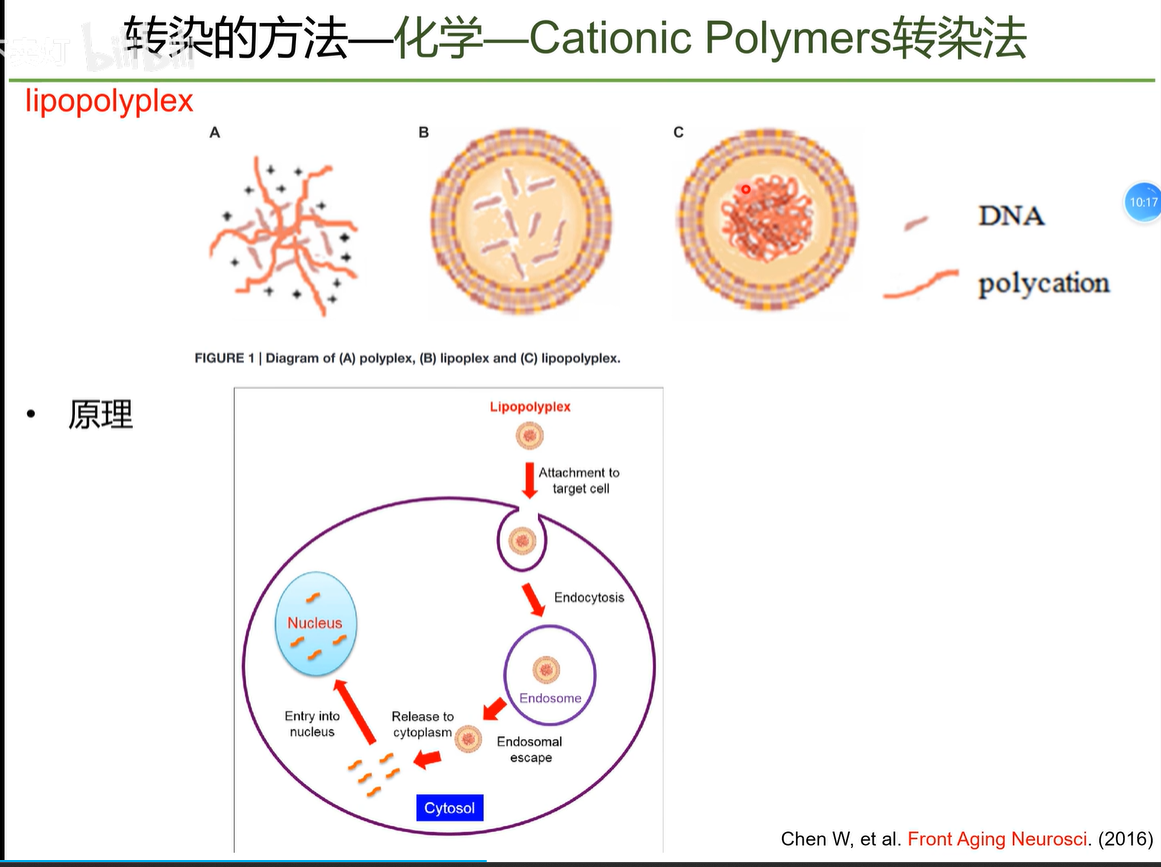 转染的方法—化学—Cationic Polymers转染法
bilibili
lipopolyplex
A
B
C
10:17
DNA
polycation
FIGURE 1 | Diagram of (A) polyplex, (B) lipoplex and (C) lipopolyplex.
• 原理
Lipopolyplex
Attachment to
target cell
Endocytosis
Nucleus
Endosome
Entry into
nucleus
Release to
cytoplasm
Endosomal
escape
Cytosol
Chen W, et al. Front Aging Neurosci. (2016)